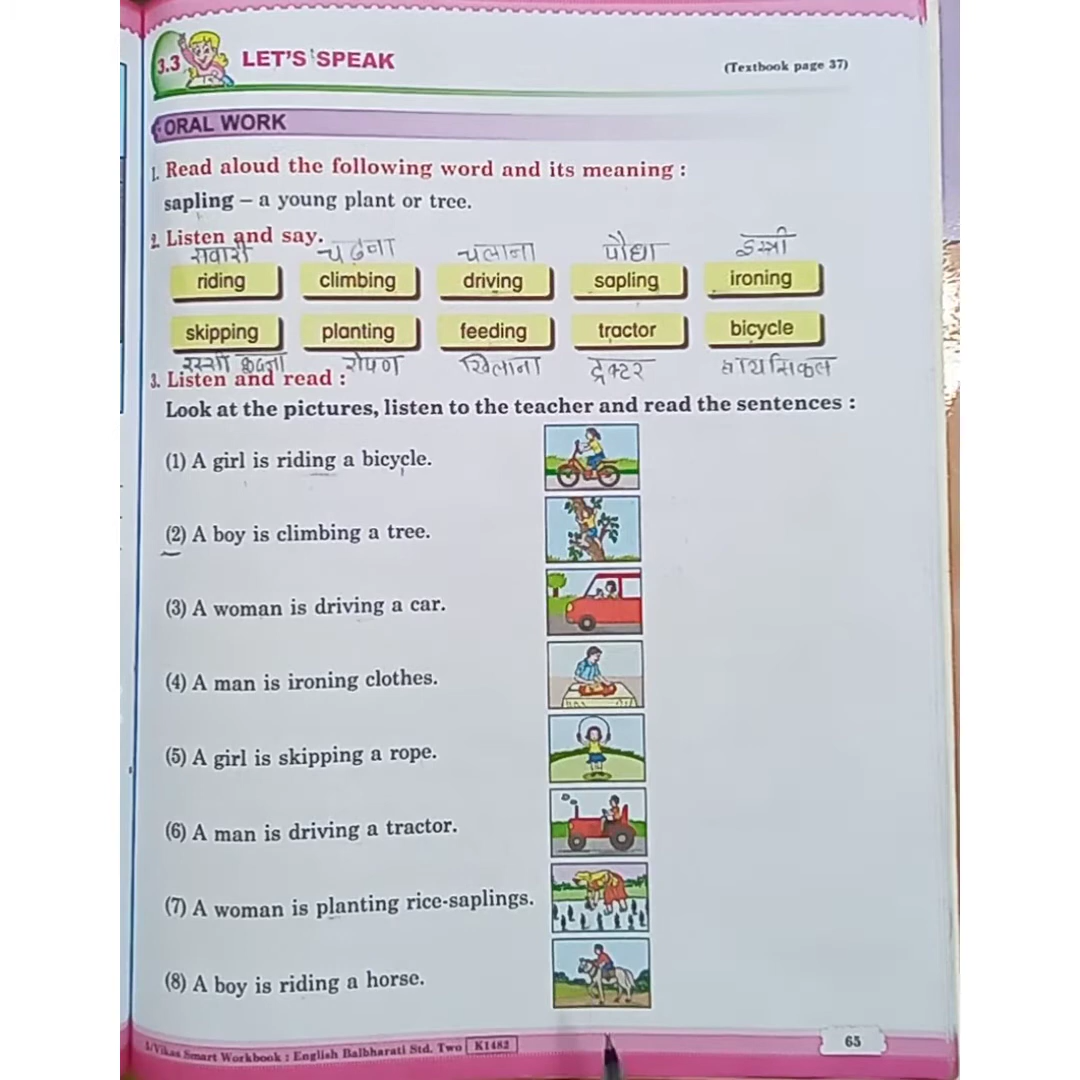 3.3 LET'S SPEAK (Textbook page 37)
ORAL WORK
1. Read aloud the following word and its meaning :
sapling – a young plant or tree.
2. Listen and say.
सवारी चढ़ना चलाना पौधा इस्त्री
riding climbing driving sapling ironing
skipping planting feeding tractor bicycle
रस्सी कूदना रोपण खिलाना ट्रेक्टर बायसिकल
3. Listen and read :
Look at the pictures, listen to the teacher and read the sentences :
(1) A girl is riding a bicycle.
(2) A boy is climbing a tree.
(3) A woman is driving a car.
(4) A man is ironing clothes.
(5) A girl is skipping a rope.
(6) A man is driving a tractor.
(7) A woman is planting rice-saplings.
(8) A boy is riding a horse.
Vikas Smart Workbook : English Balbharati Std. Two K1482 65